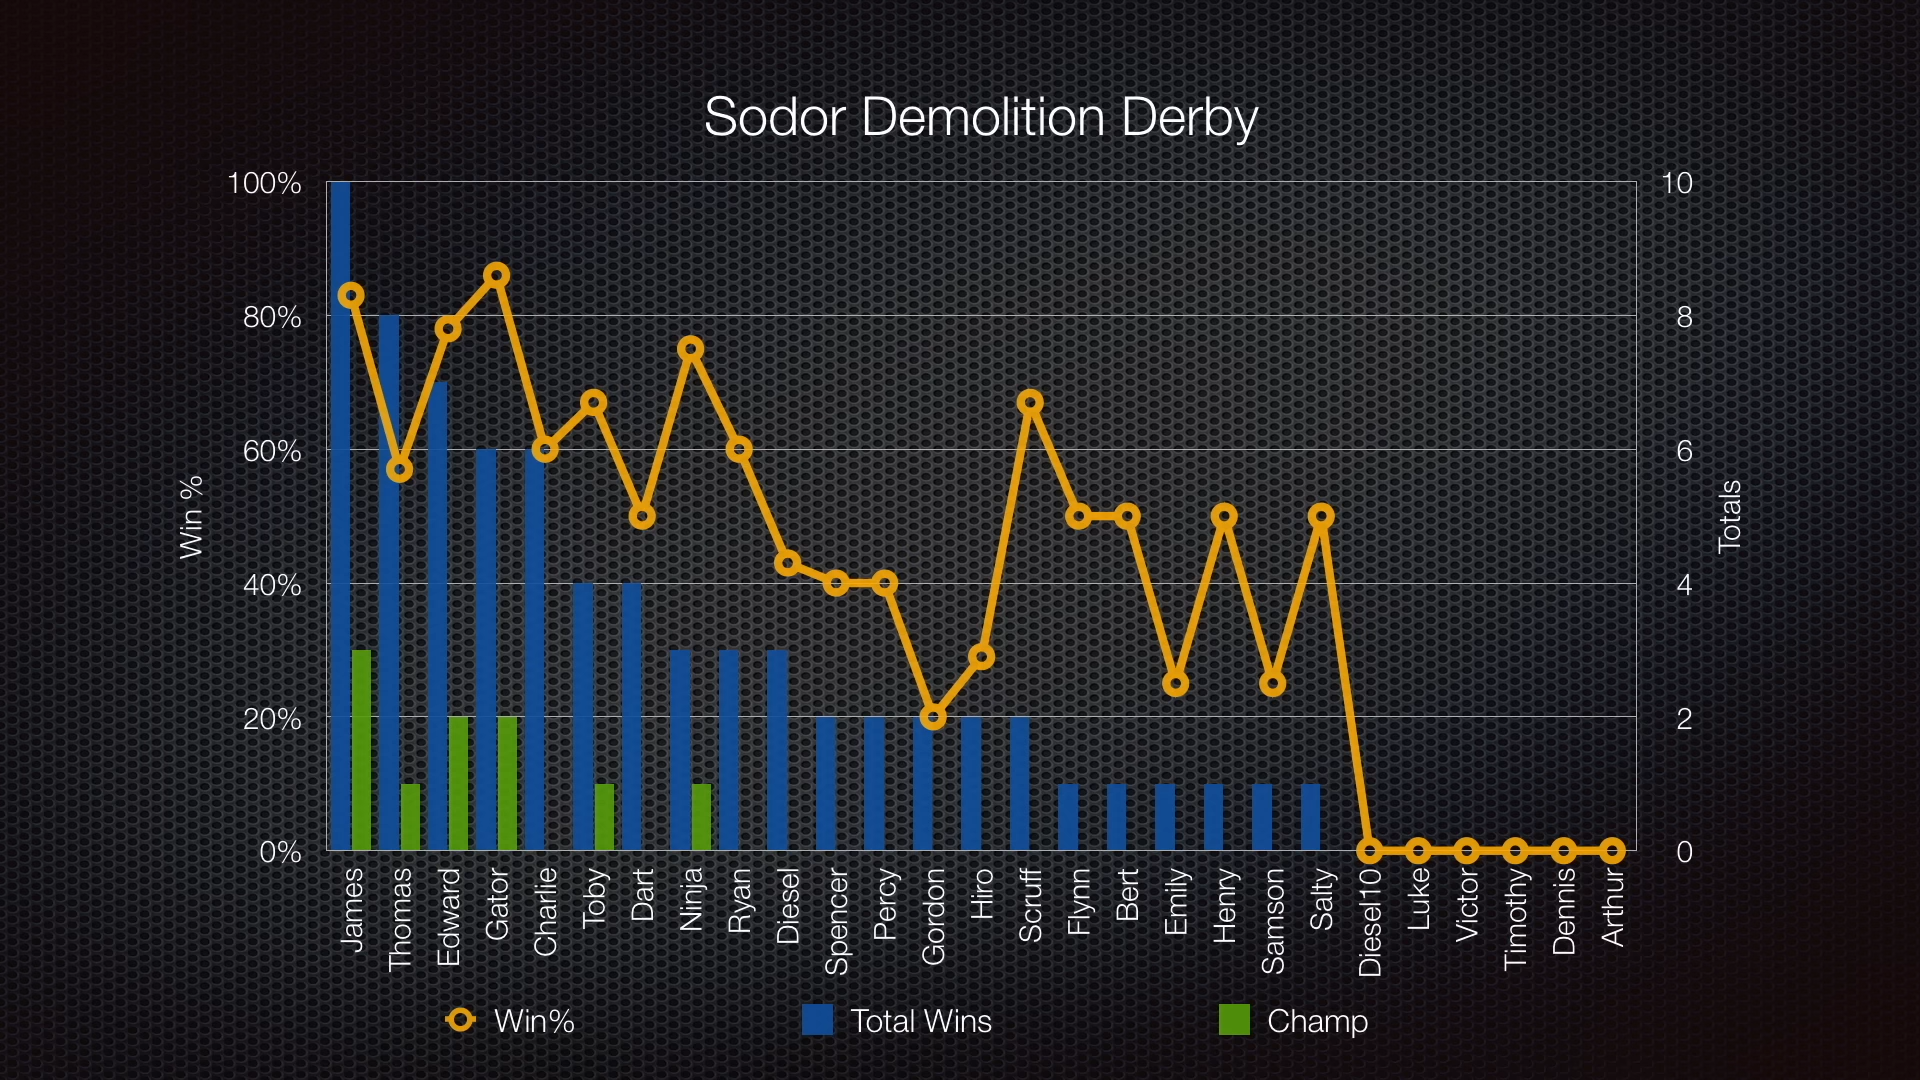 Sodor Demolition Derby
100%
80%
60%
40%
20%
0%
Win %
10
8
6
4
2
0
Totals
James
Thomas
Edward
Gator
Charlie
Toby
Dart
Ninja
Ryan
Diesel
Spencer
Percy
Gordon
Hiro
Scruff
Flynn
Bert
Emily
Henry
Samson
Salty
Diesel10
Luke
Victor
Timothy
Dennis
Arthur
Win%
Total Wins
Champ